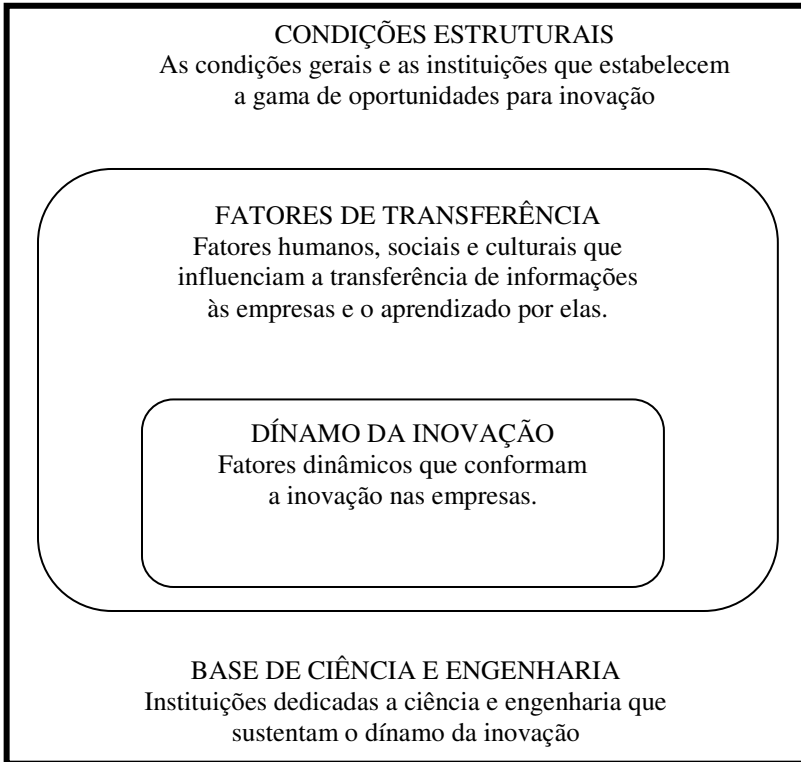 CONDIÇÕES ESTRUTURAIS
As condições gerais e as instituições que estabelecem
a gama de oportunidades para inovação
FATORES DE TRANSFERÊNCIA
Fatores humanos, sociais e culturais que
influenciam a transferência de informações
às empresas e o aprendizado por elas.
DÍNAMO DA INOVAÇÃO
Fatores dinâmicos que conformam
a inovação nas empresas.
BASE DE CIÊNCIA E ENGENHARIA
Instituições dedicadas a ciência e engenharia que
sustentam o dínamo da inovação